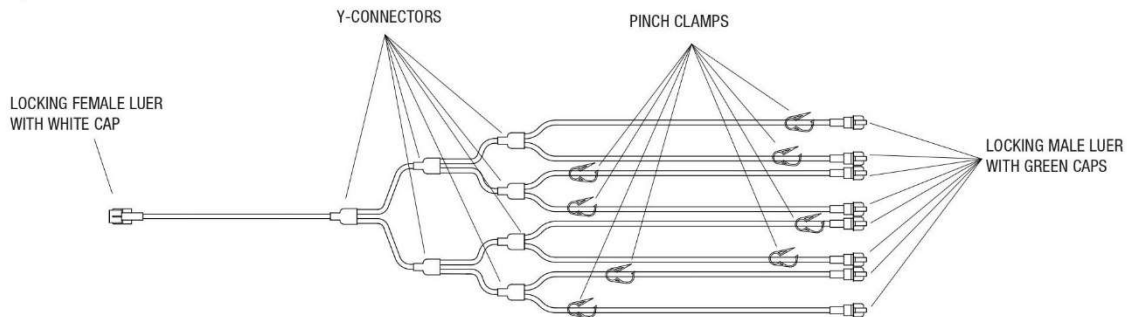 Y-CONNECTORS
PINCH CLAMPS
LOCKING FEMALE LUER
WITH WHITE CAP
LOCKING MALE LUER
WITH GREEN CAPS